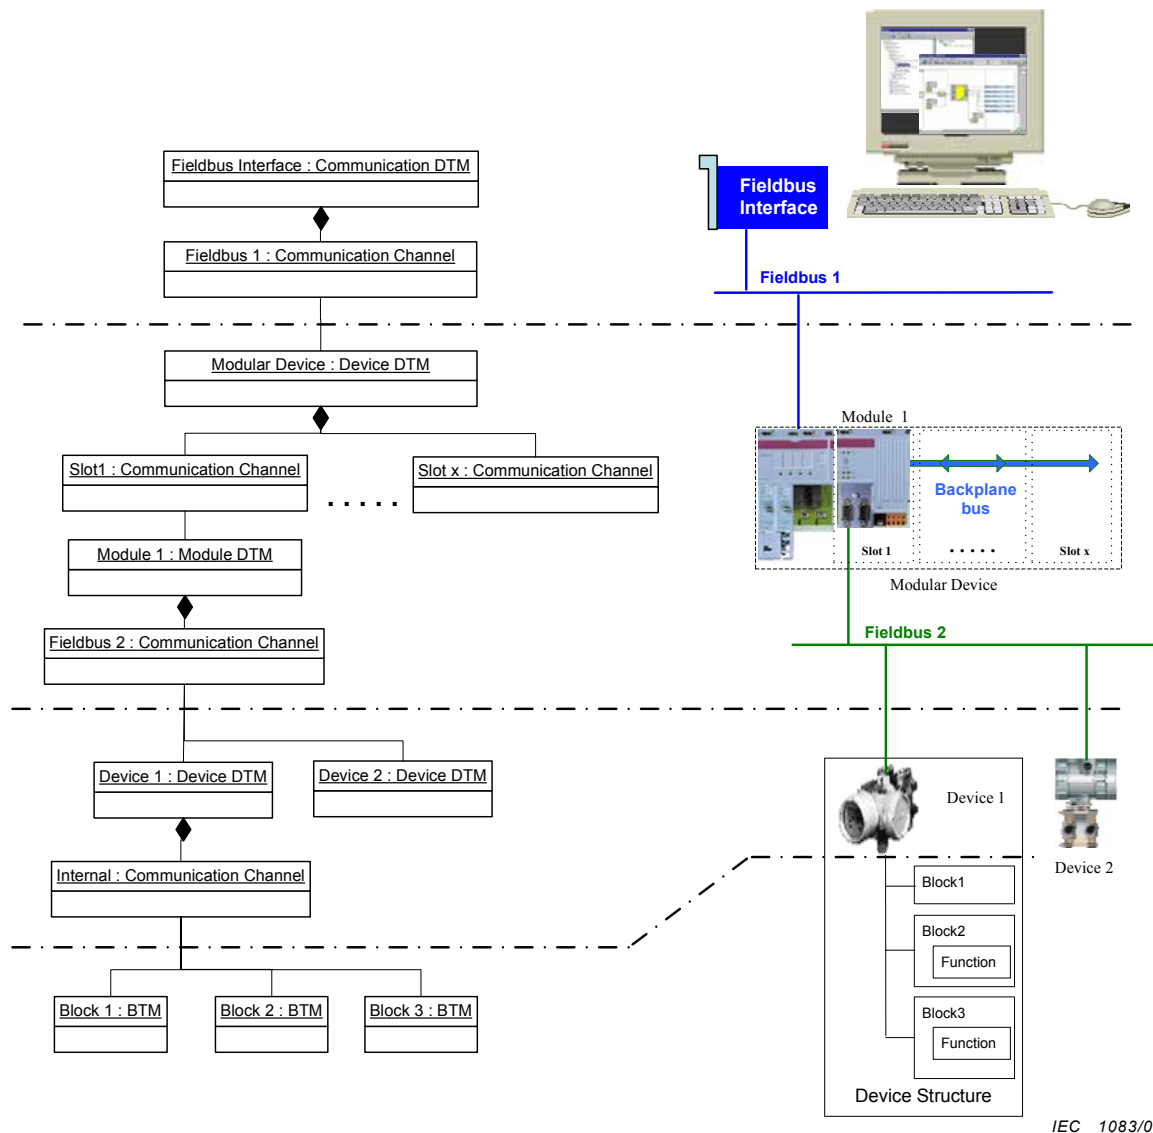 Fieldbus Interface : Communication DTM
Fieldbus 1 : Communication Channel
Modular Device : Device DTM
Slot1 : Communication Channel
. . . . .
Slot x : Communication Channel
Module 1 : Module DTM
Fieldbus 2 : Communication Channel
Device 1 : Device DTM
Device 2 : Device DTM
Internal : Communication Channel
Block 1 : BTM
Block 2 : BTM
Block 3 : BTM
Fieldbus
Interface
Fieldbus 1
Module 1
Backplane
bus
Slot 1
. . . . .
Slot x
Modular Device
Fieldbus 2
Device 1
Device 2
Block1
Block2
Function
Block3
Function
Device Structure
IEC 1083/0